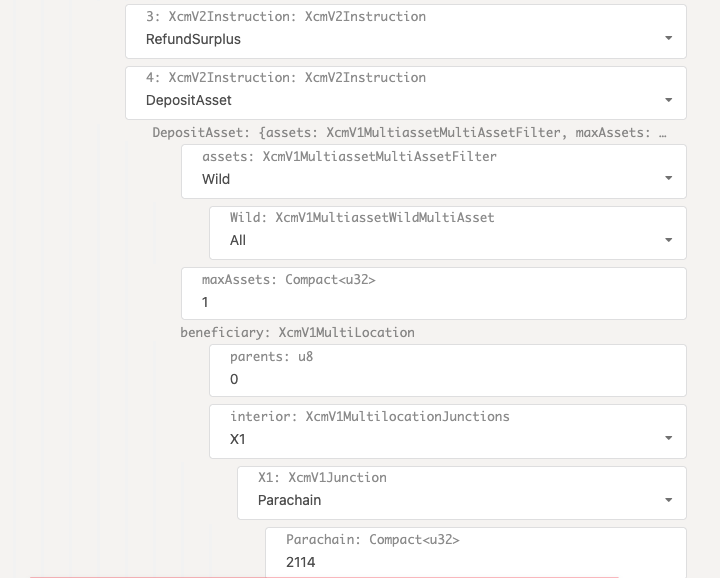 3: XcmV2Instruction: XcmV2Instruction
RefundSurplus
4: XcmV2Instruction: XcmV2Instruction
DepositAsset
DepositAsset: {assets: XcmV1MultiassetMultiAssetFilter, maxAssets: …
assets: XcmV1MultiassetMultiAssetFilter
Wild
Wild: XcmV1MultiassetWildMultiAsset
All
maxAssets: Compact<u32>
1
beneficiary: XcmV1MultiLocation
parents: u8
0
interior: XcmV1MultilocationJunctions
X1
X1: XcmV1Junction
Parachain
Parachain: Compact<u32>
2114